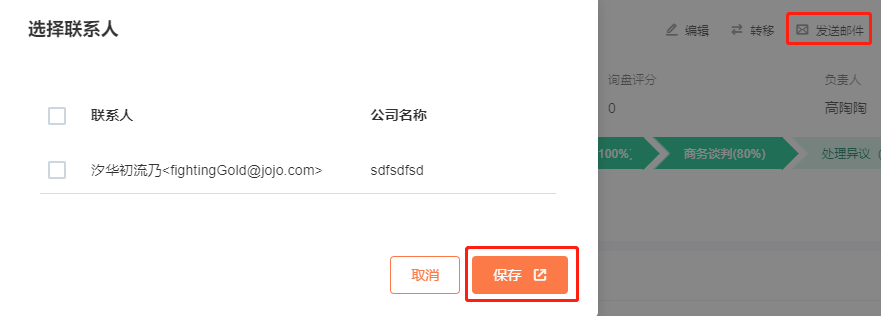 选择联系人
编辑 转移 发送邮件
询盘评分 负责人
0 高陶陶
联系人 公司名称
100%) 商务谈判(80%) 处理异议（
汐华初流乃<fightingGold@jojo.com> sdfsdfsd
取消 保存